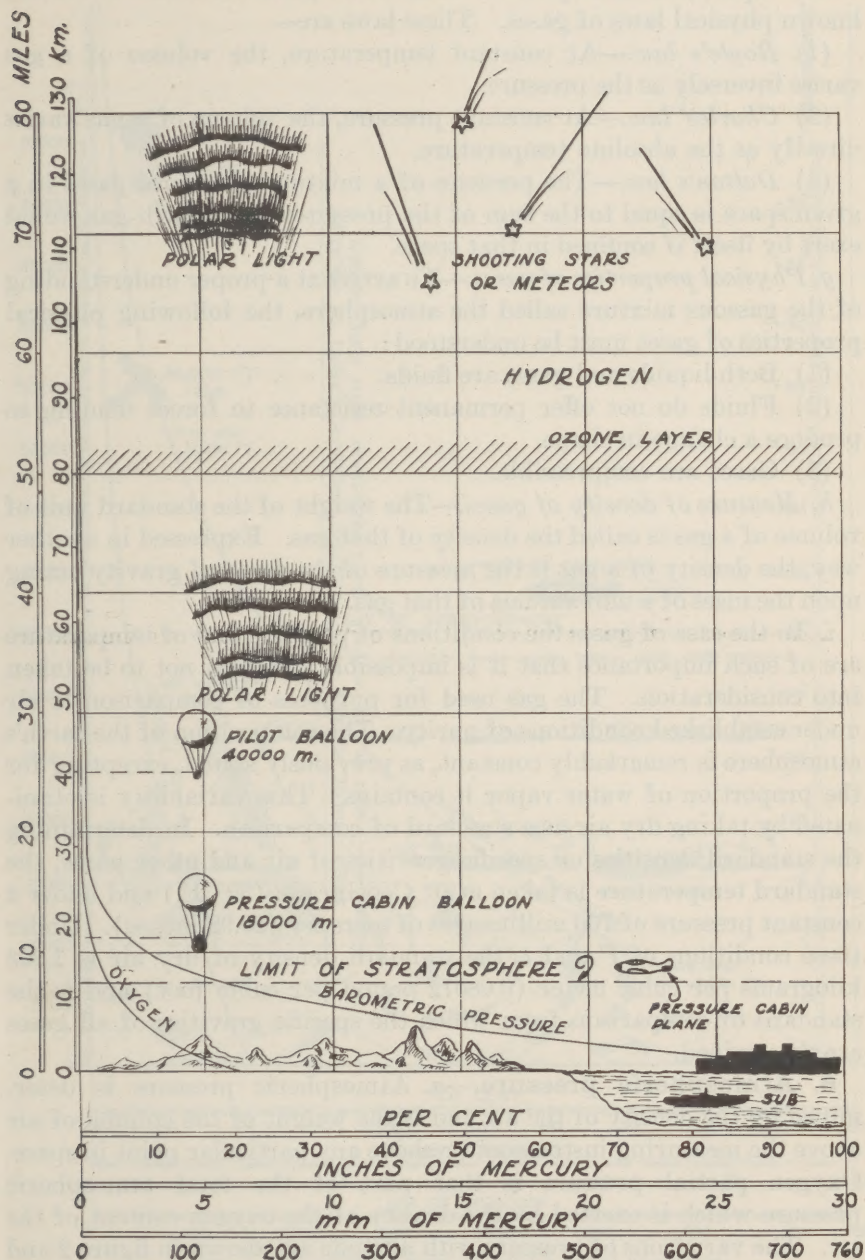 80 MILES
130 Km.
120
70
110
100
60
90
50
80
70
40
60
50
30
40
20
30
20
10
10
0
0
POLAR LIGHT
SHOOTING STARS
OR METEORS
HYDROGEN
OZONE LAYER
POLAR LIGHT
PILOT BALLOON
40000 m.
PRESSURE CABIN BALLOON
18000 m.
LIMIT OF STRATOSPHERE ?
OXYGEN
BAROMETRIC PRESSURE
PRESSURE CABIN
PLANE
SUB
PER CENT
0 10 20 30 40 50 60 70 80 90 100
INCHES OF MERCURY
0 5 10 15 20 25 30
mm OF MERCURY
0 100 200 300 400 500 600 700 760